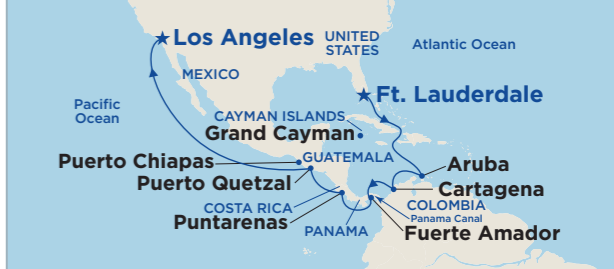 Los Angeles
UNITED
STATES
Atlantic Ocean
MEXICO
Ft. Lauderdale
Pacific
Ocean
CAYMAN ISLANDS
Grand Cayman
GUATEMALA
Puerto Chiapas
Aruba
Puerto Quetzal
Cartagena
COSTA RICA
COLOMBIA
Puntarenas
Panama Canal
PANAMA
Fuerte Amador